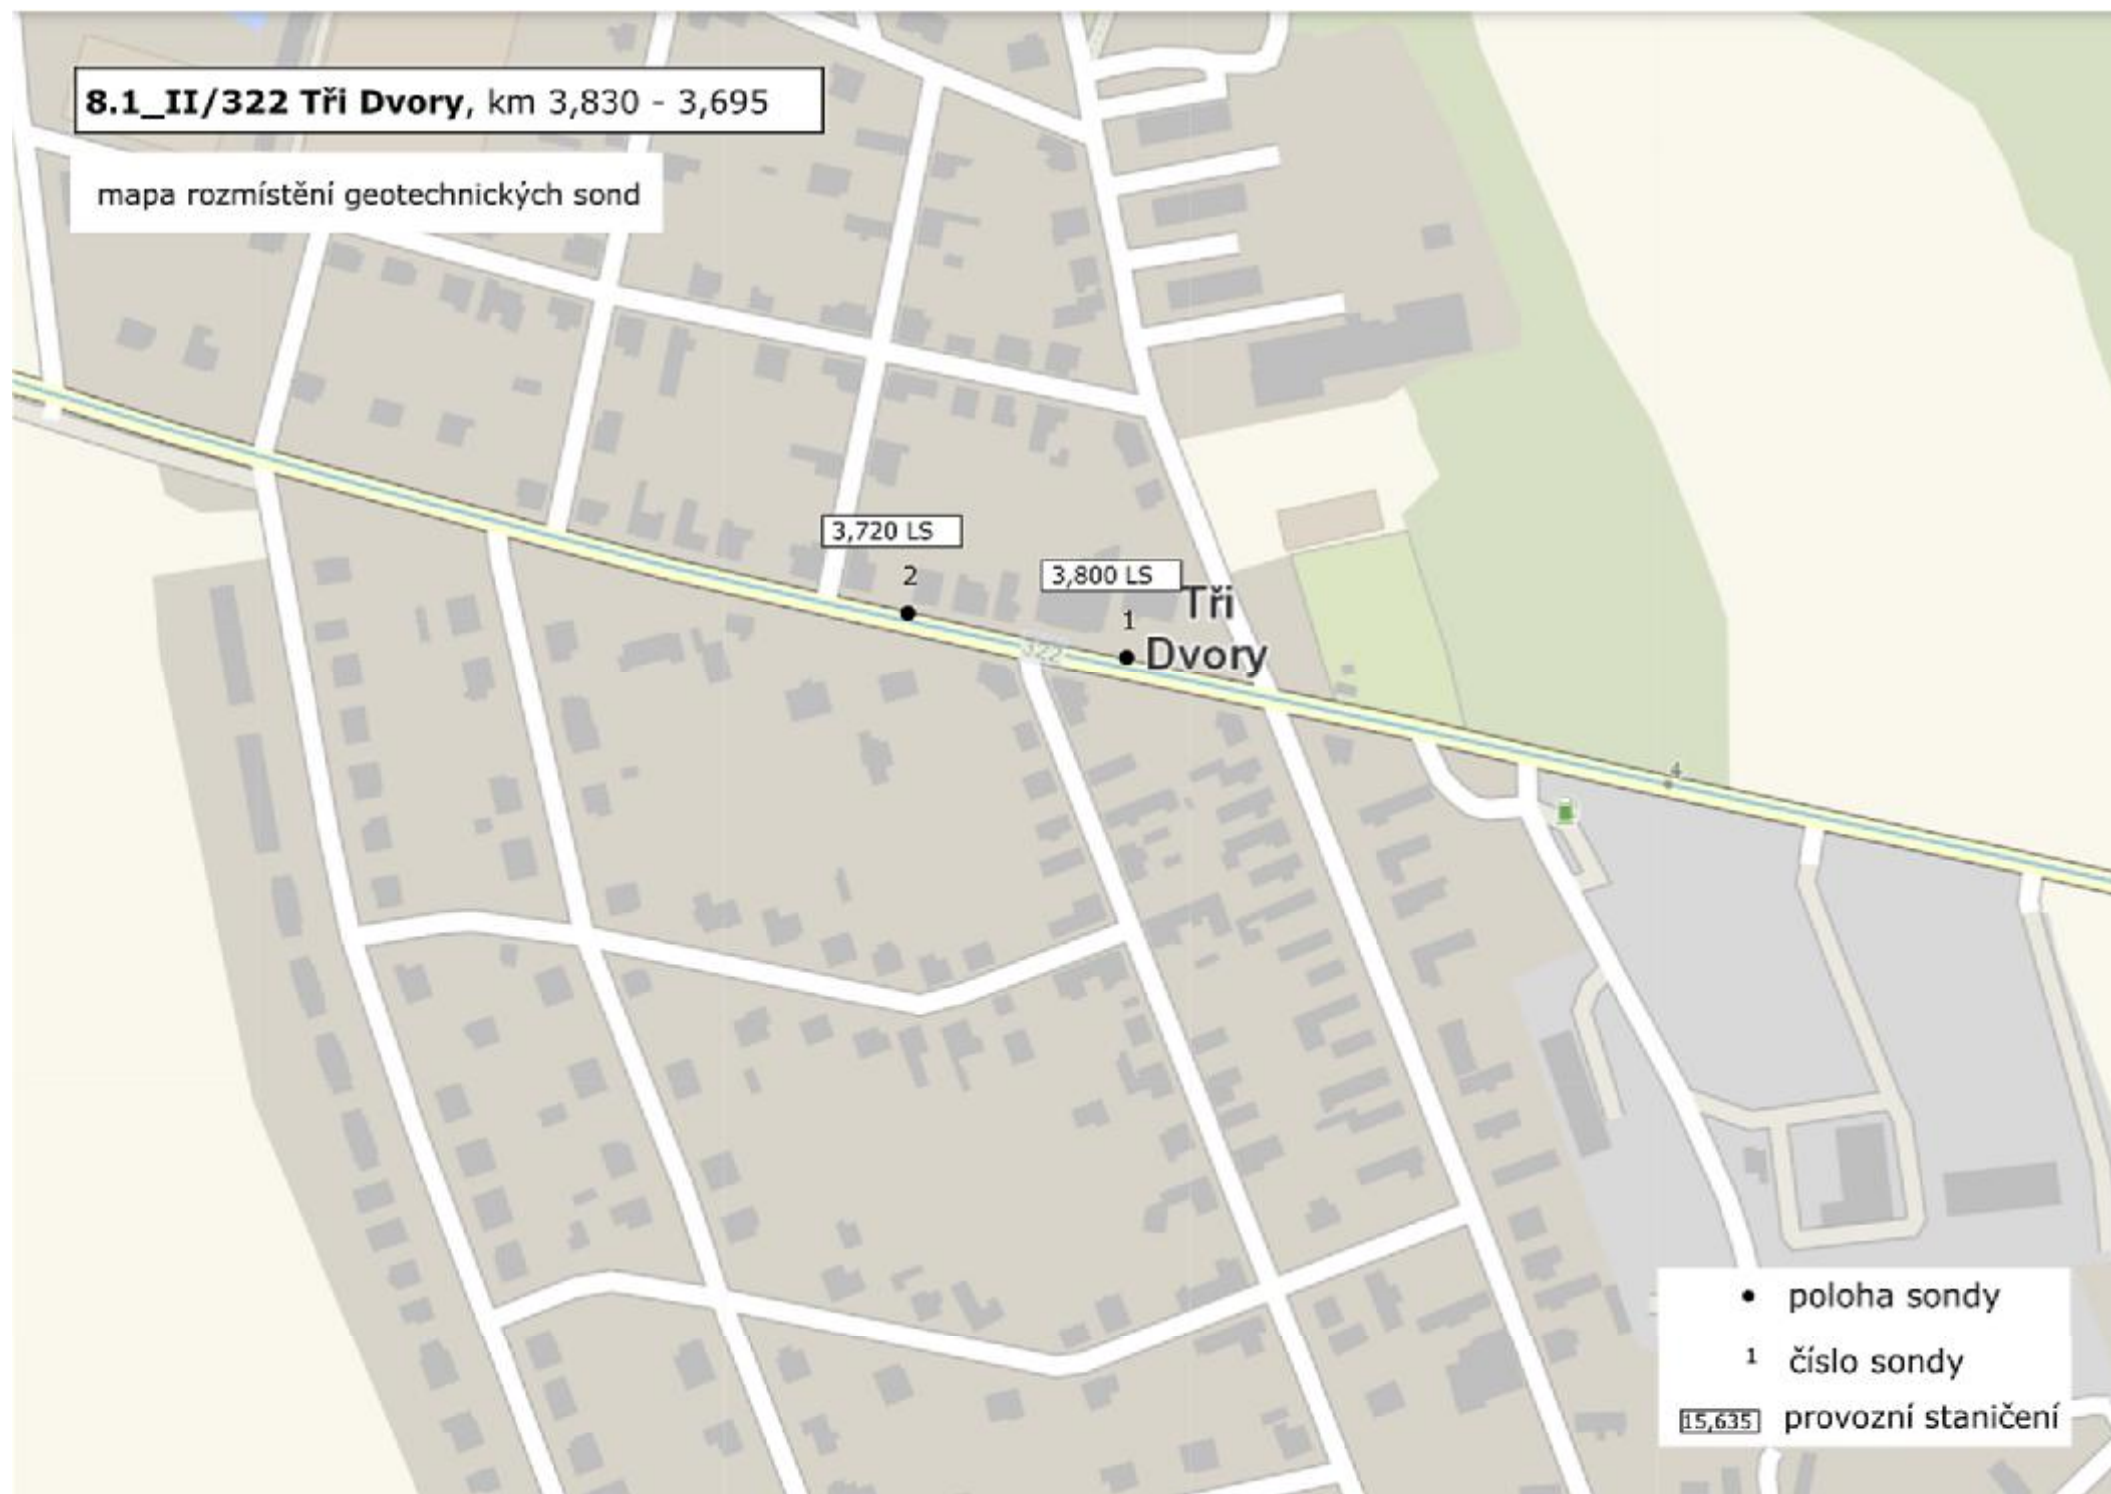 8.1_II/322 Tři Dvory, km 3,830 - 3,695
mapa rozmístění geotechnických sond
3,720 LS
2
3,800 LS
1
Tři
Dvory
322
4
poloha sondy
1 číslo sondy
15,635 provozní staničení